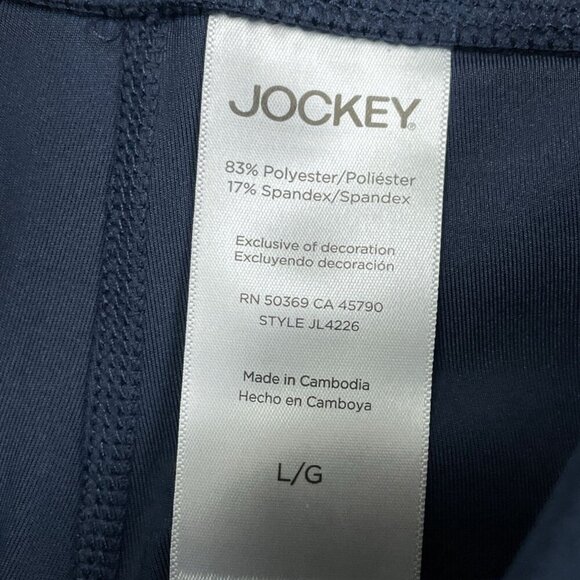 JOCKEY®
83% Polyester/Poliéster
17% Spandex/Spandex
Exclusive of decoration
Excluyendo decoración
RN 50369 CA 45790
STYLE JL4226
Made in Cambodia
Hecho en Camboya
L/G